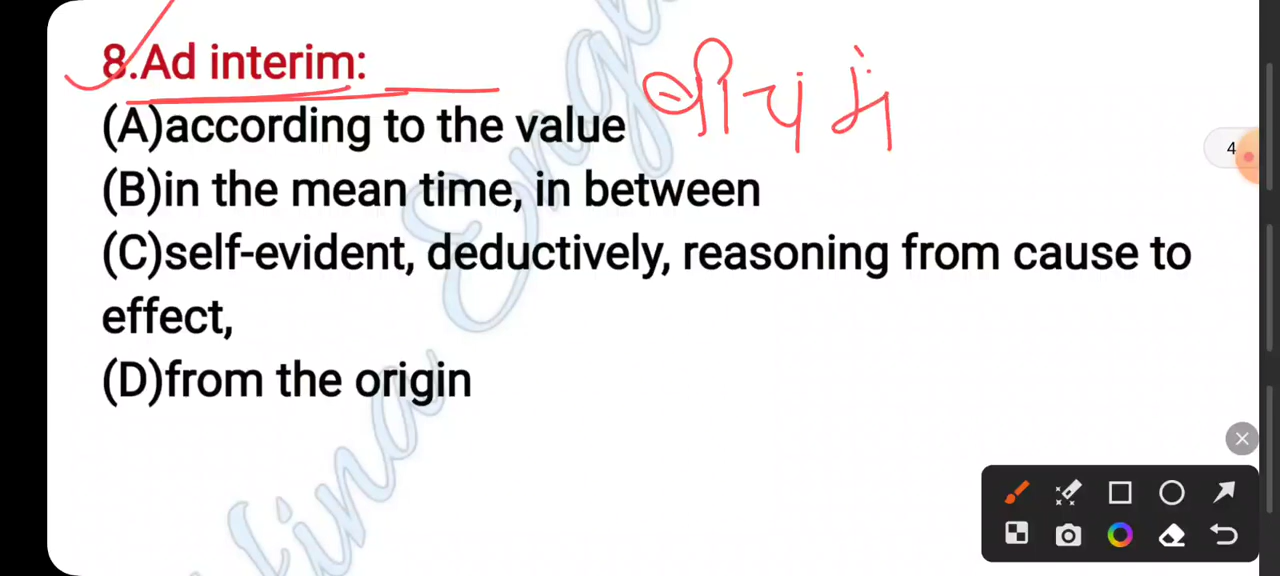 8.Ad interim: बीच में
(A)according to the value
(B)in the mean time, in between
(C)self-evident, deductively, reasoning from cause to
effect,
(D)from the origin
4